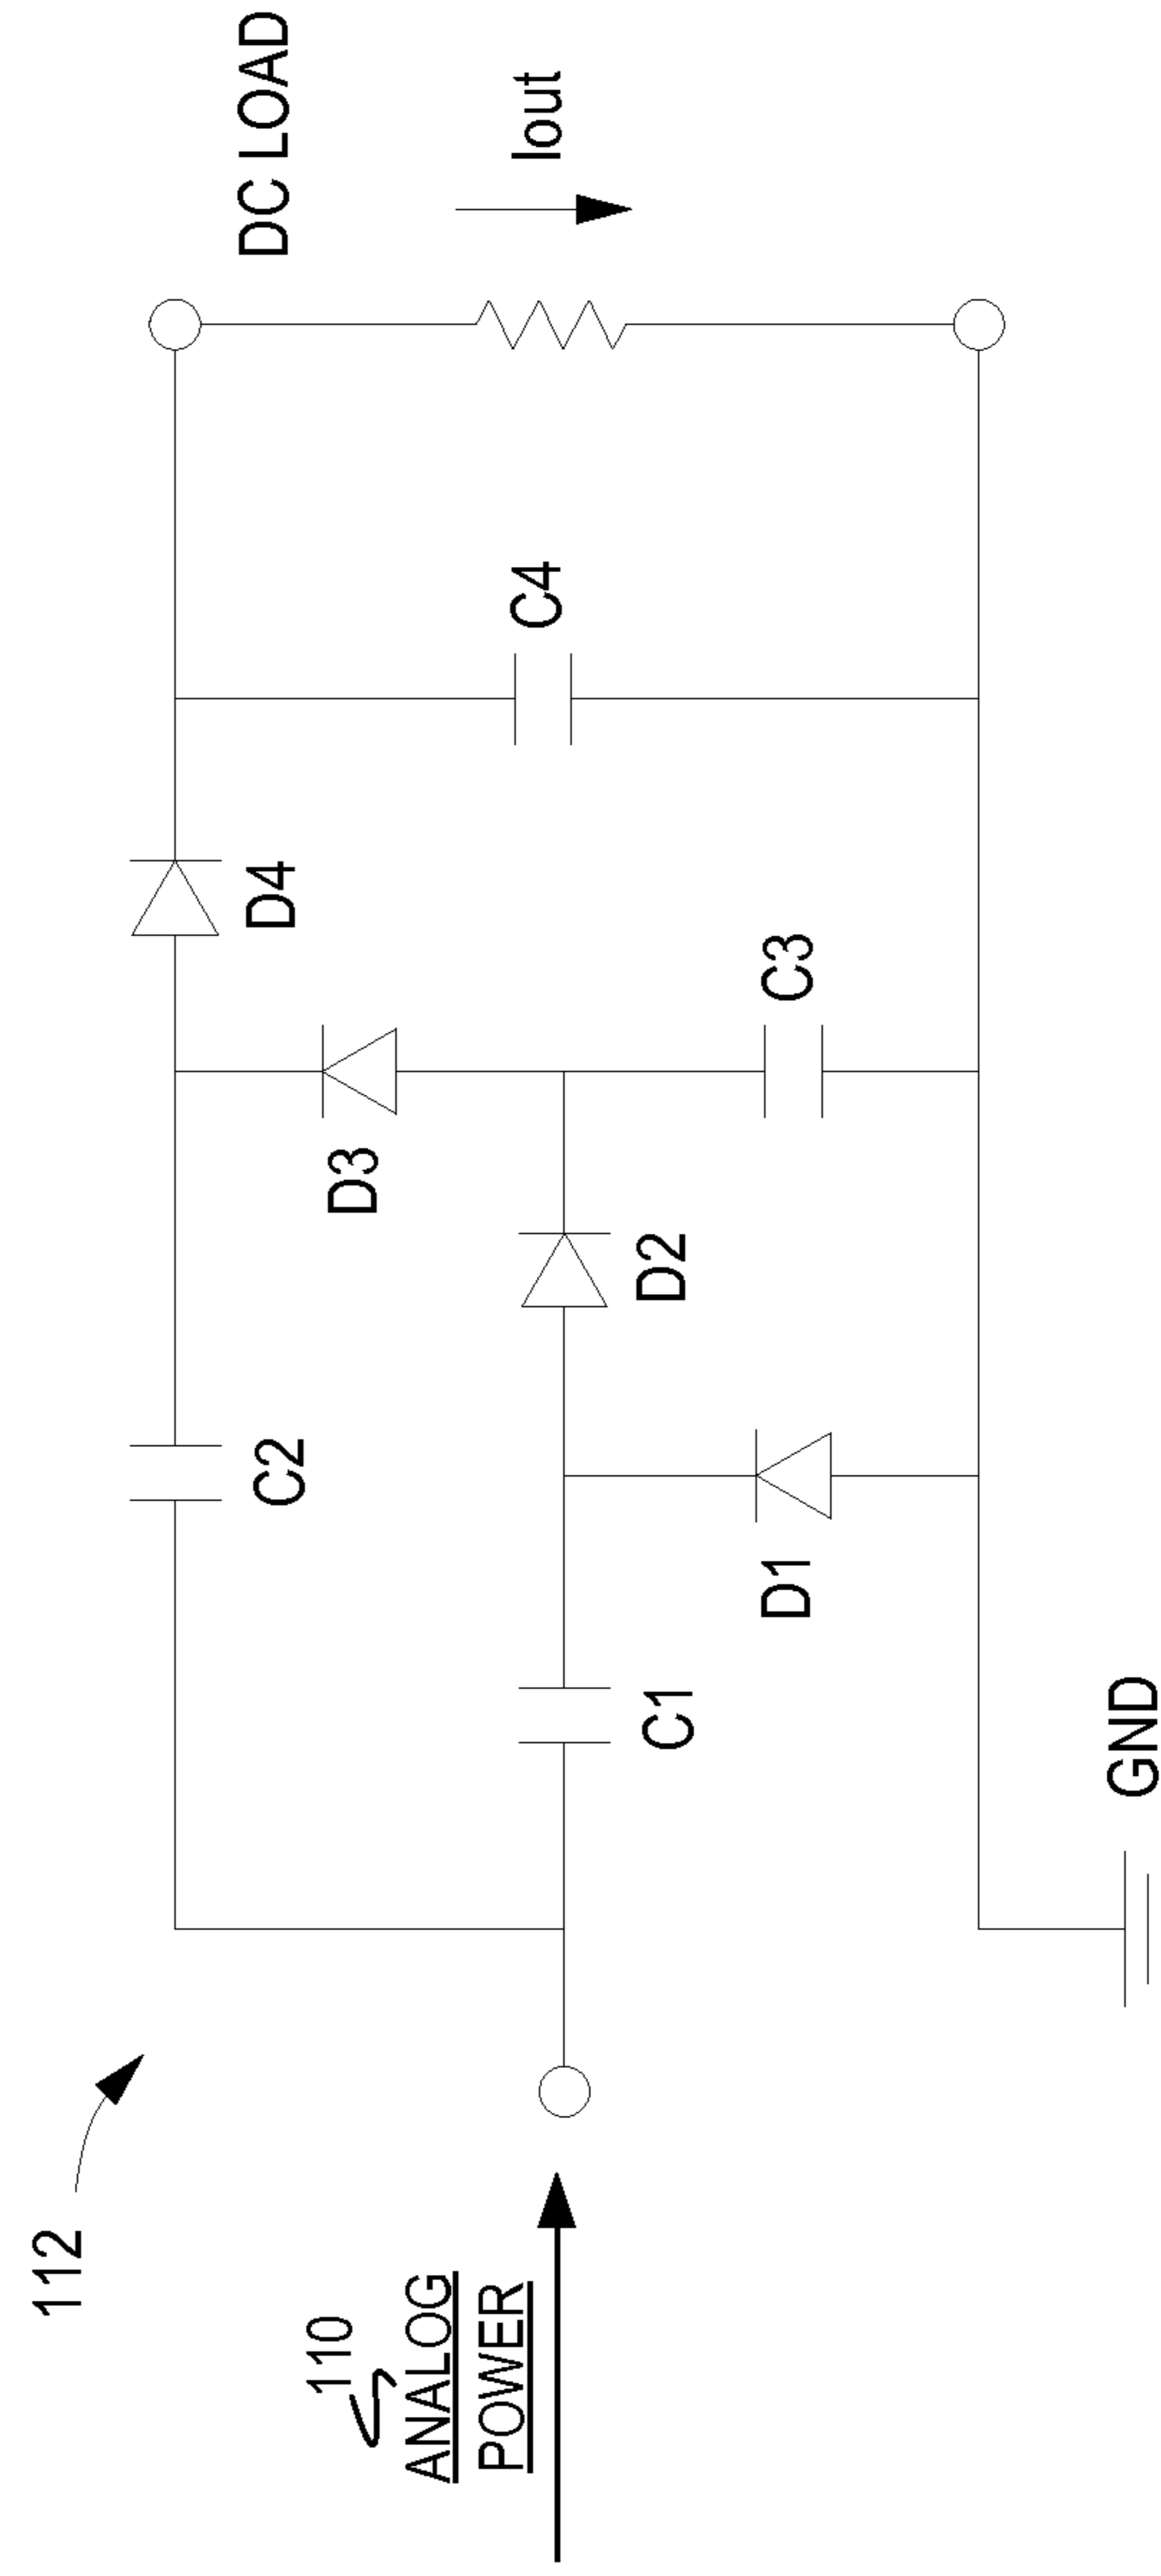 112
110
ANALOG
POWER
C2
C1
D1
GND
D2
D3
D4
C3
C4
DC LOAD
Iout